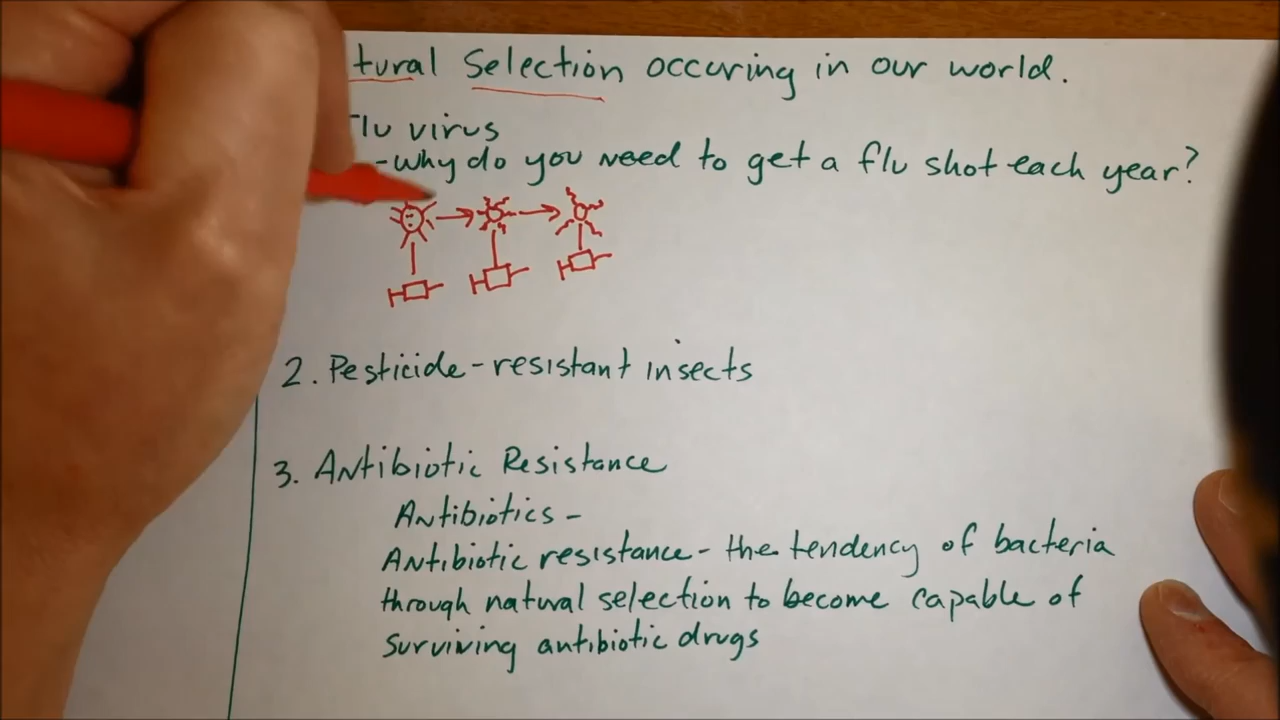 tural Selection occuring in our world.
Flu virus
-why do you need to get a flu shot each year?
2. Pesticide-resistant insects
3. Antibiotic Resistance
Antibiotics -
Antibiotic resistance - the tendency of bacteria
through natural selection to become capable of
surviving antibiotic drugs